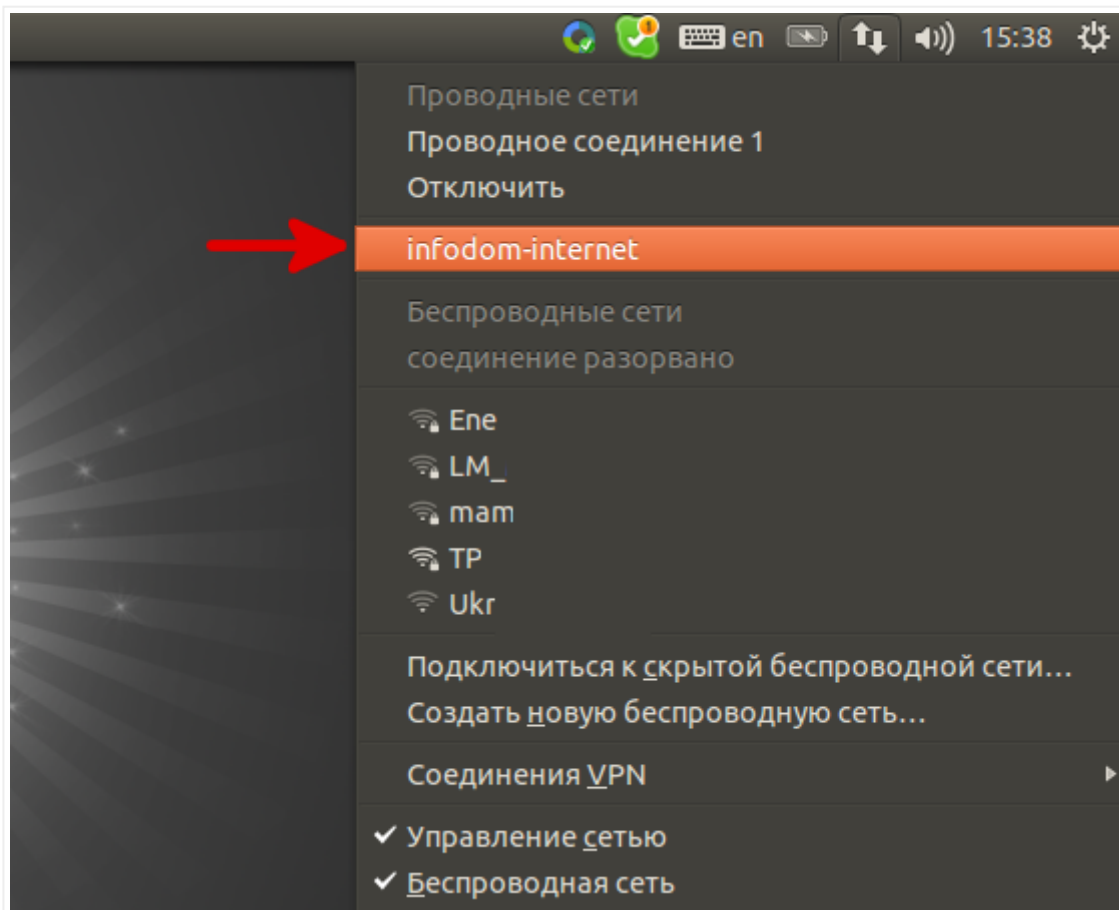 en 15:38
Проводные сети
Проводное соединение 1
Отключить
infodom-internet
Беспроводные сети
соединение разорвано
Ene
LM_
mam
TP
Ukr
Подключиться к скрытой беспроводной сети...
Создать новую беспроводную сеть...
Соединения VPN
Управление сетью
Беспроводная сеть